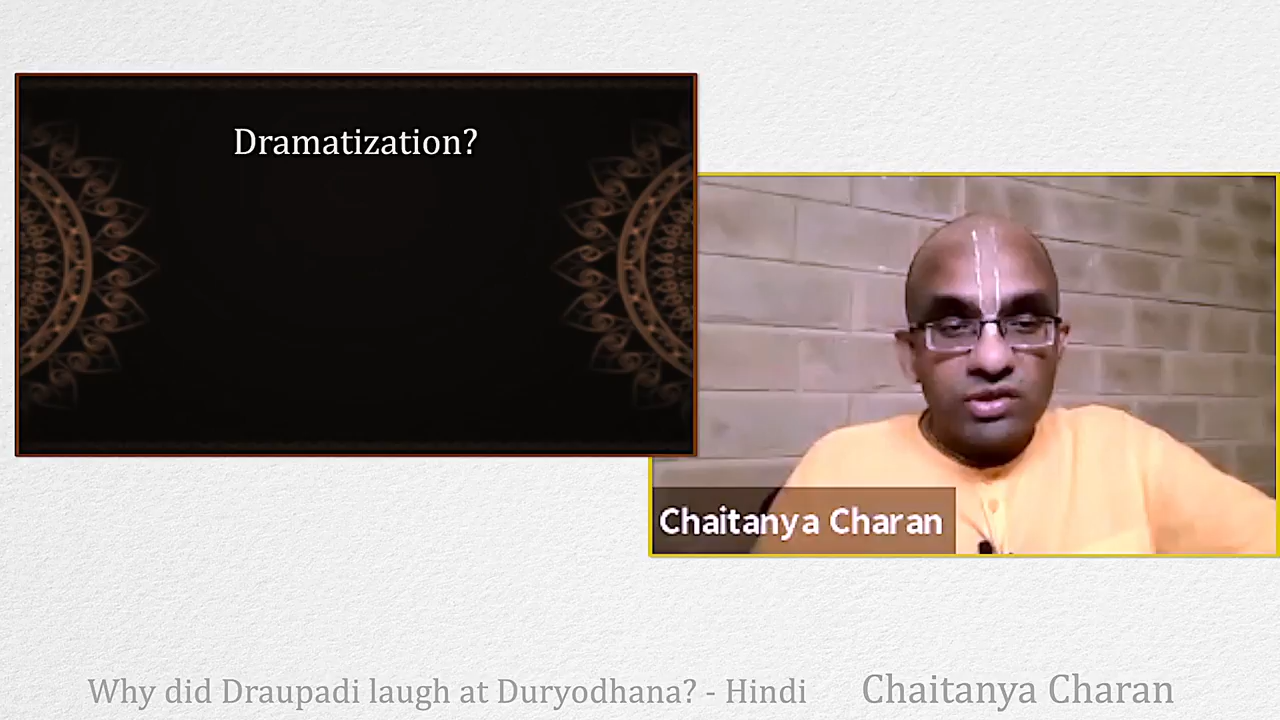 Dramatization?
Chaitanya Charan
Why did Draupadi laugh at Duryodhana? - Hindi
Chaitanya Charan